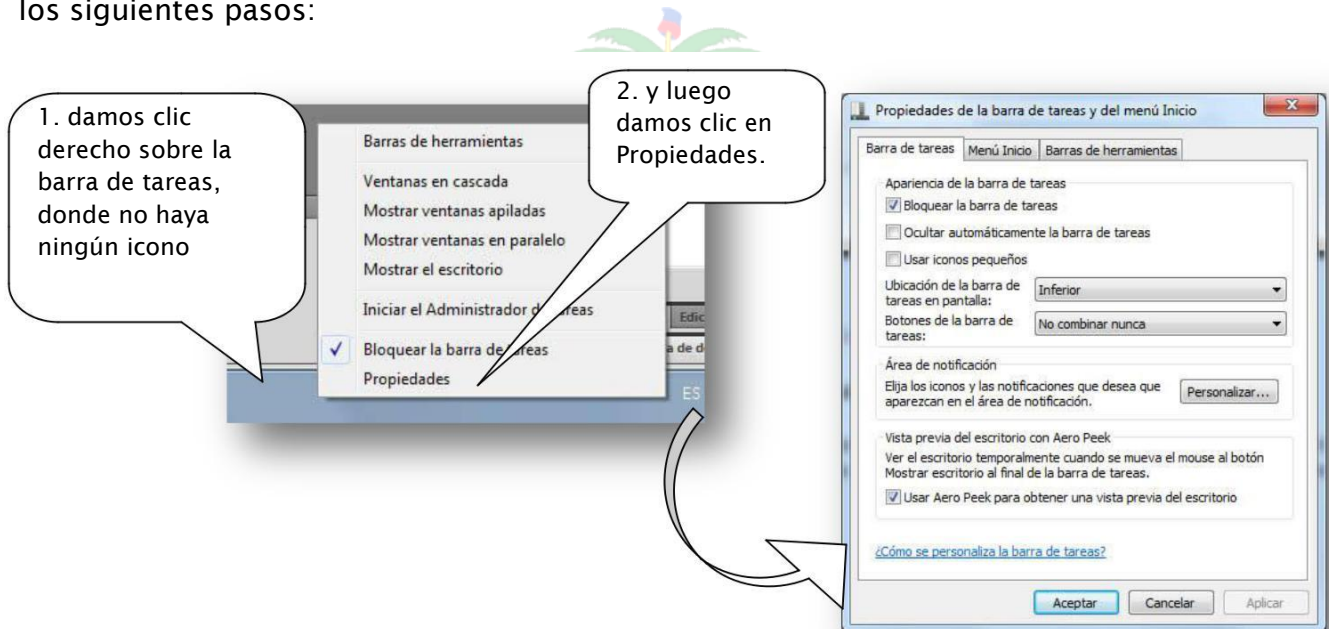 los siguientes pasos:
1. damos clic
derecho sobre la
barra de tareas,
donde no haya
ningún icono
2. y luego
damos clic en
Propiedades.
Barras de herramientas
Ventanas en cascada
Mostrar ventanas apiladas
Mostrar ventanas en paralelo
Mostrar el escritorio
Iniciar el Administrador de tareas
Bloquear la barra de tareas
Propiedades
Edic
a de d
ES
Propiedades de la barra de tareas y del menú Inicio
Barra de tareas Menú Inicio Barras de herramientas
Apariencia de la barra de tareas
Bloquear la barra de tareas
Ocultar automáticamente la barra de tareas
Usar iconos pequeños
Ubicación de la barra de
tareas en pantalla:
Inferior
Botones de la barra de
tareas:
No combinar nunca
Área de notificación
Elija los iconos y las notificaciones que desea que
aparezcan en el área de notificación.
Personalizar...
Vista previa del escritorio con Aero Peek
Ver el escritorio temporalmente cuando se mueva el mouse al botón
Mostrar escritorio al final de la barra de tareas.
Usar Aero Peek para obtener una vista previa del escritorio
¿Cómo se personaliza la barra de tareas?
Aceptar Cancelar Aplicar